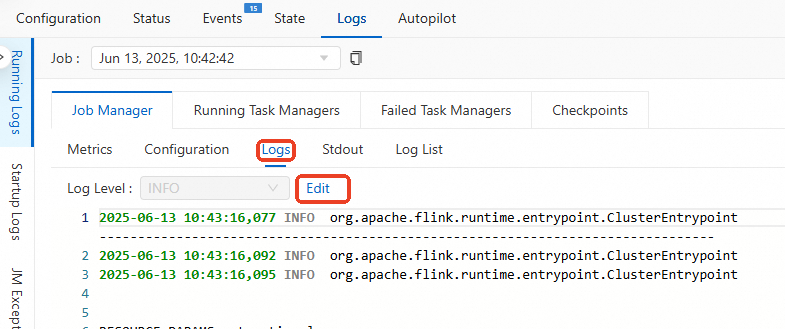 Configuration Status Events 15 State Logs Autopilot
Running Logs
Startup Logs
Job : Jun 13, 2025, 10:42:42
Job Manager Running Task Managers Failed Task Managers Checkpoints
Metrics Configuration Logs Stdout Log List
Log Level : INFO Edit
1 2025-06-13 10:43:16,077 INFO org.apache.flink.runtime.entrypoint.ClusterEntrypoint
--------------------------------------------------------------------------------
2 2025-06-13 10:43:16,092 INFO org.apache.flink.runtime.entrypoint.ClusterEntrypoint
3 2025-06-13 10:43:16,095 INFO org.apache.flink.runtime.entrypoint.ClusterEntrypoint
4
5
JM Except